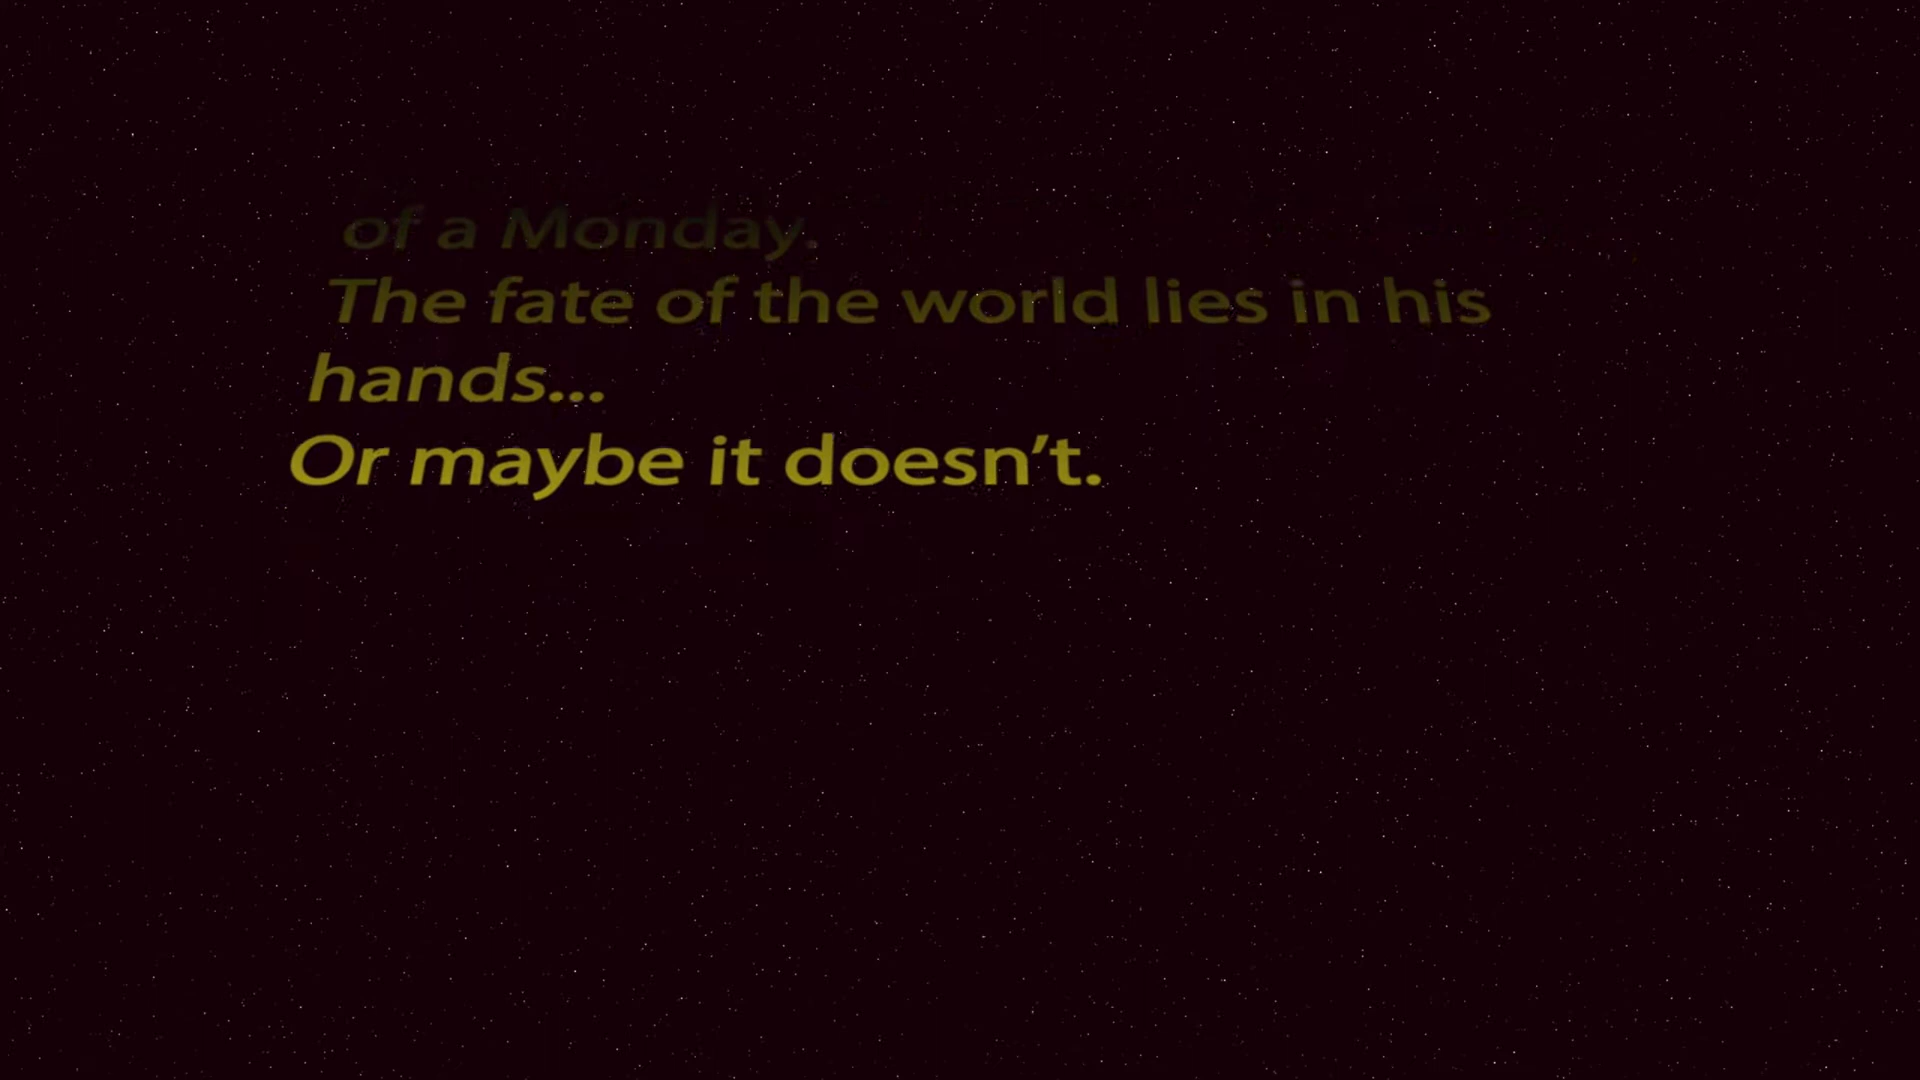 of a Monday.
The fate of the world lies in his
hands...
Or maybe it doesn't.